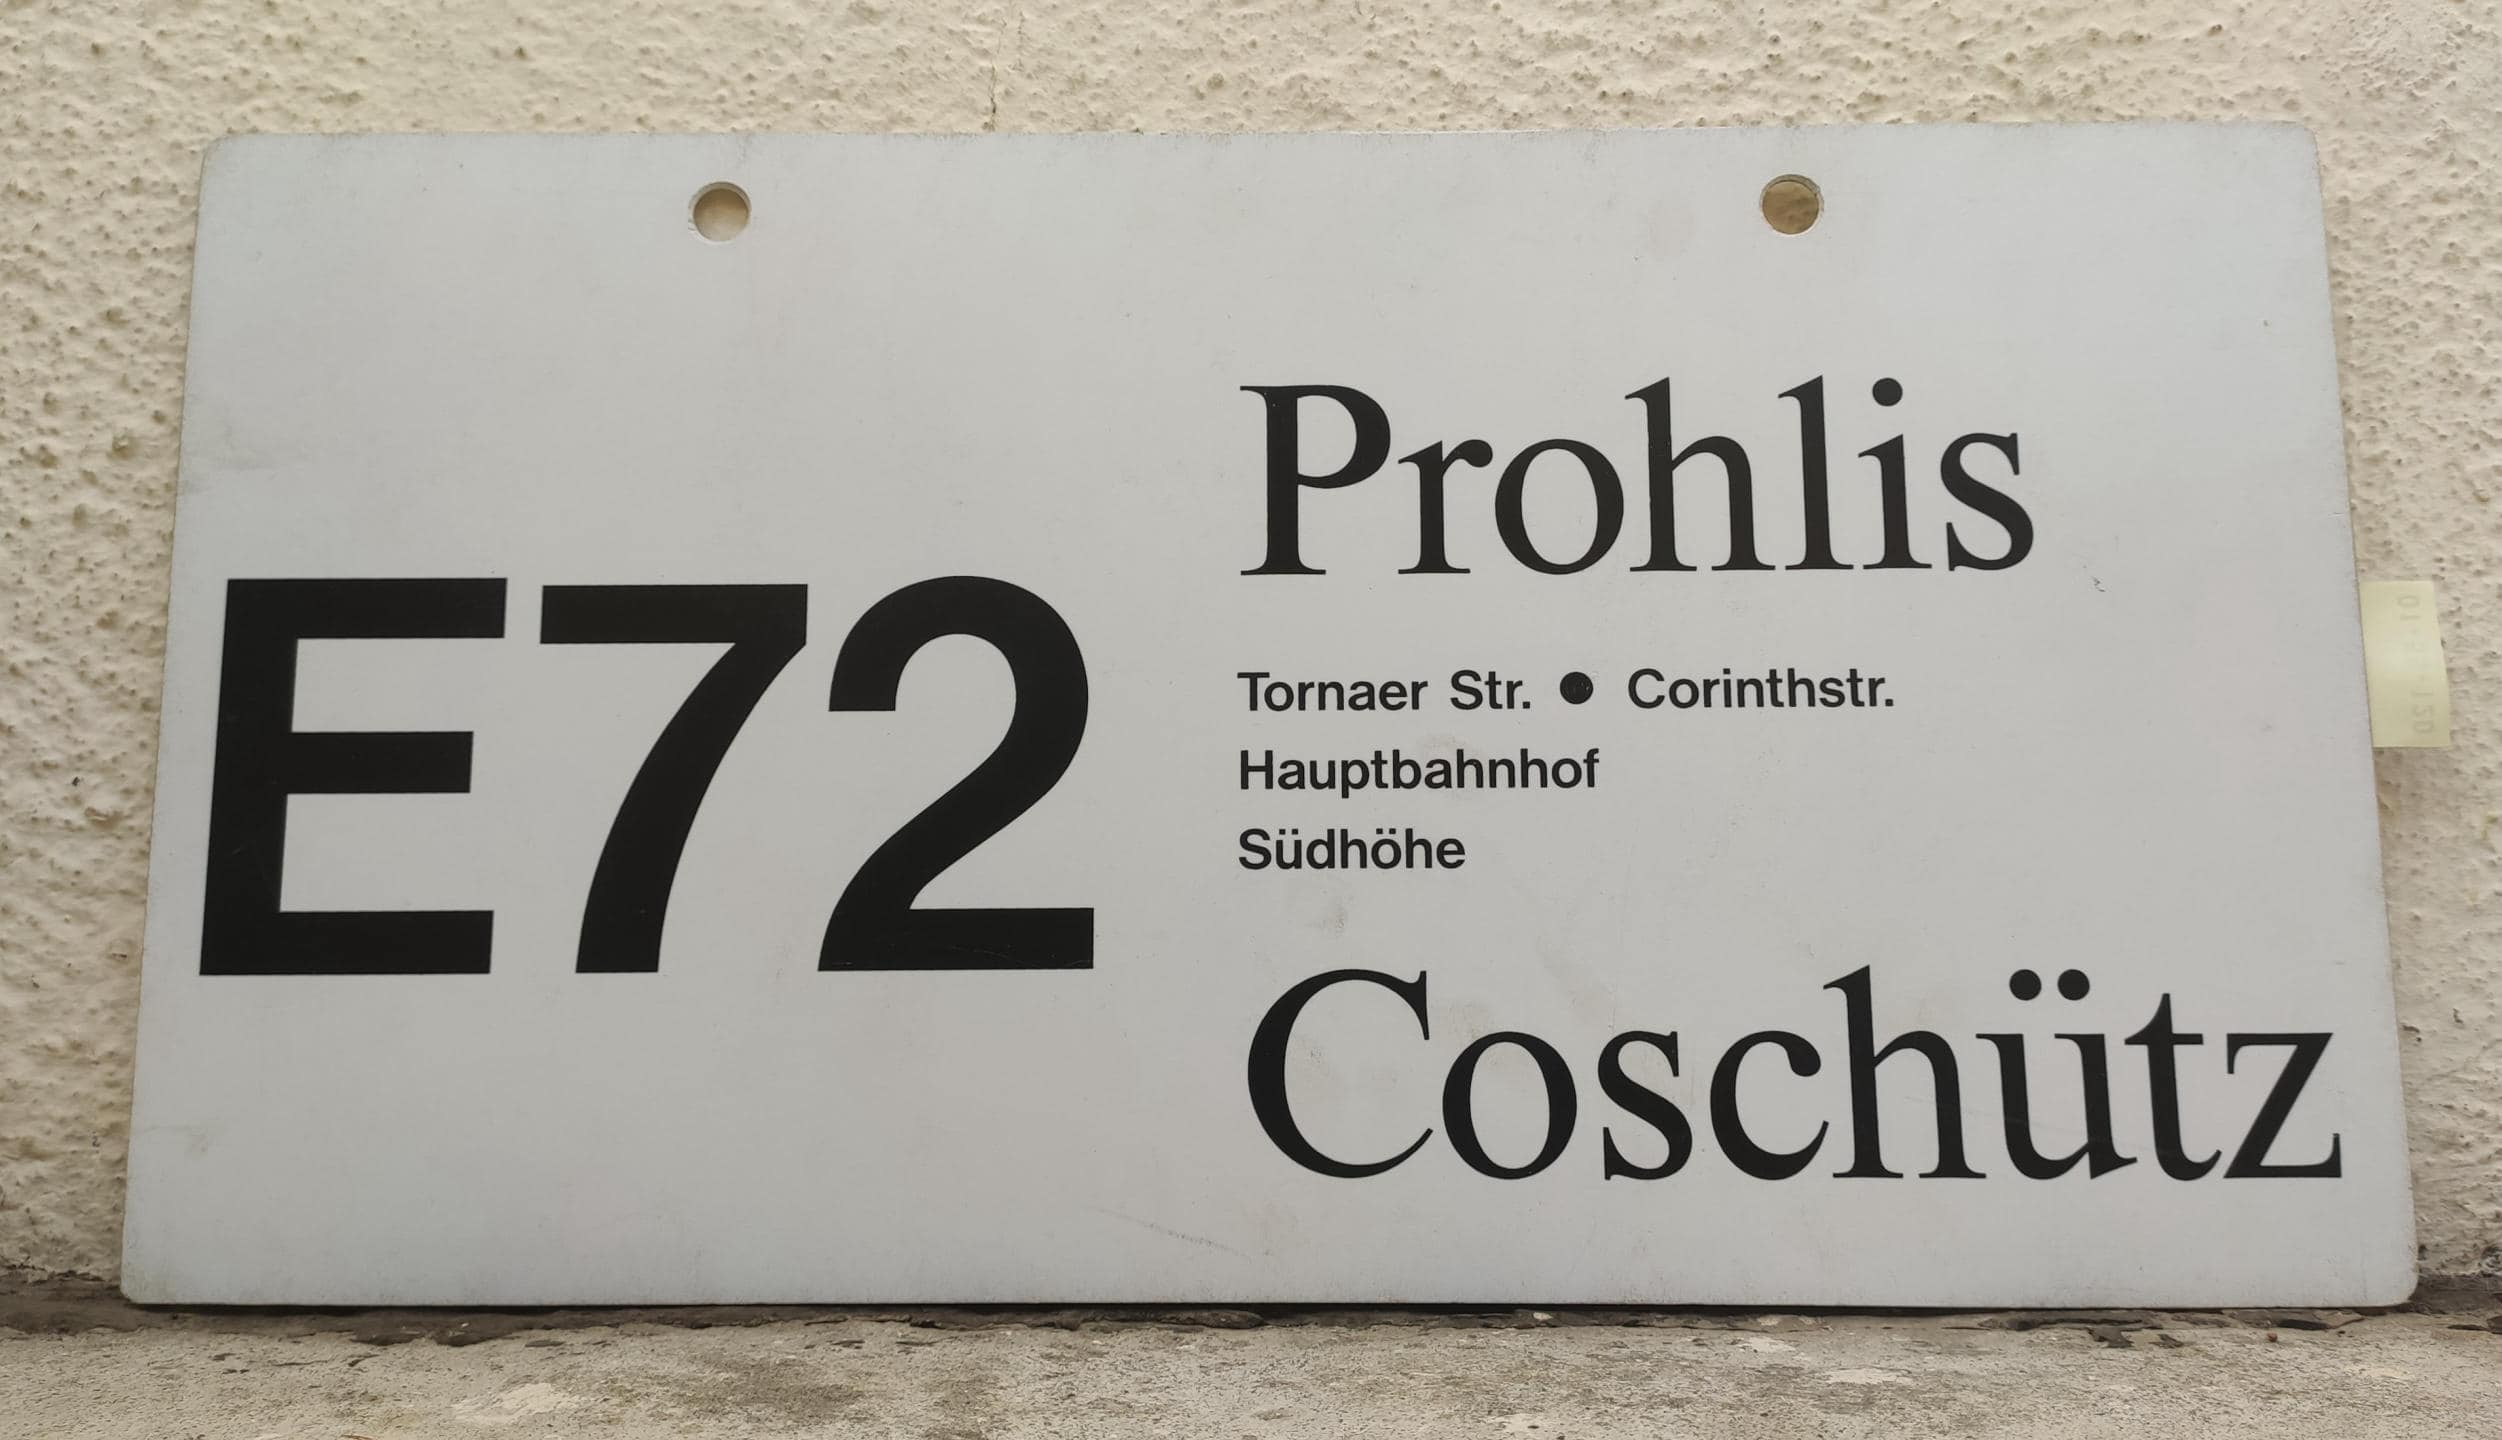 E72
Prohlis
Tornaer Str. ● Corinthstr.
Hauptbahnhof
Südhöhe
Coschütz